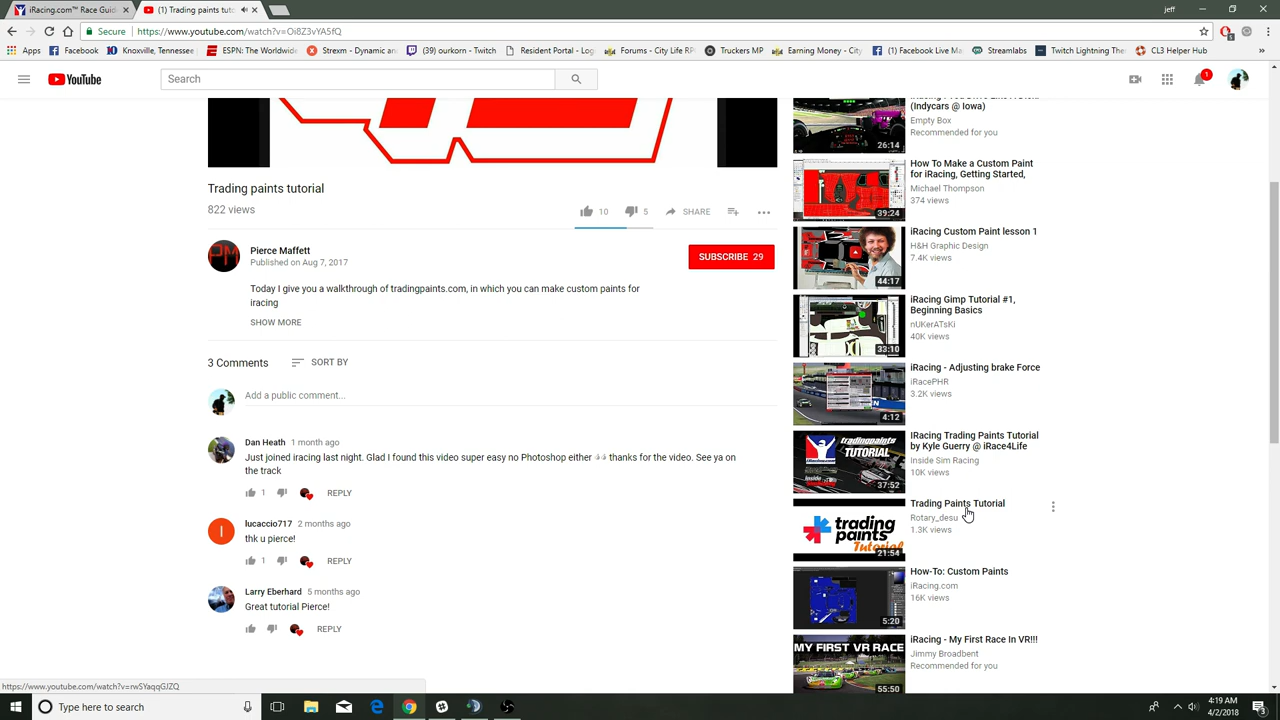 iRacing.com™ Race Guid
(1) Trading paints tuto
jeff
Secure
https://www.youtube.com/watch?v=Oi8Z3vYA5fQ
Apps
Facebook
Knoxville, Tennessee
ESPN: The Worldwide
Strexm - Dynamic and
(39) ourkorn - Twitch
Resident Portal - Log
Forums - City Life RP
Truckers MP
Earning Money - City
(1) Facebook Live Ma
Streamlabs
Twitch Lightning The
CL3 Helper Hub
YouTube
Search
1
(Indycars @ Iowa)
Empty Box
Recommended for you
26:14
Trading paints tutorial
822 views
10
5
SHARE
Pierce Maffett
Published on Aug 7, 2017
SUBSCRIBE 29
Today I give you a walkthrough of tradingpaints.com, in which you can make custom paints for
iracing
SHOW MORE
3 Comments
SORT BY
Add a public comment...
Dan Heath 1 month ago
Just joined iracing last night. Glad I found this video super easy no Photoshop either 👀 thanks for the video. See ya on
the track
1
REPLY
lucaccio717 2 months ago
thk u pierce!
1
REPLY
Larry Eberhard 5 months ago
Great tutorial Pierce!
REPLY
How To Make a Custom Paint
for iRacing, Getting Started,
Michael Thompson
374 views
39:24
iRacing Custom Paint lesson 1
H&H Graphic Design
7.4K views
44:17
iRacing Gimp Tutorial #1,
Beginning Basics
nUKerATsKi
40K views
33:10
iRacing - Adjusting brake Force
iRacePHR
3.2K views
4:12
IRacing Trading Paints Tutorial
by Kyle Guerry @ iRace4Life
Inside Sim Racing
10K views
tradingpaints
TUTORIAL
37:52
Trading Paints Tutorial
Rotary_desu
1.3K views
trading
paints
Tutorial
21:54
How-To: Custom Paints
iRacing.com
16K views
5:20
iRacing - My First Race In VR!!!
Jimmy Broadbent
Recommended for you
MY FIRST VR RACE
55:50
https://www.youtube.com/watch?v=rwSYaqqGJZQ
Type here to search
4:19 AM
4/2/2018
3